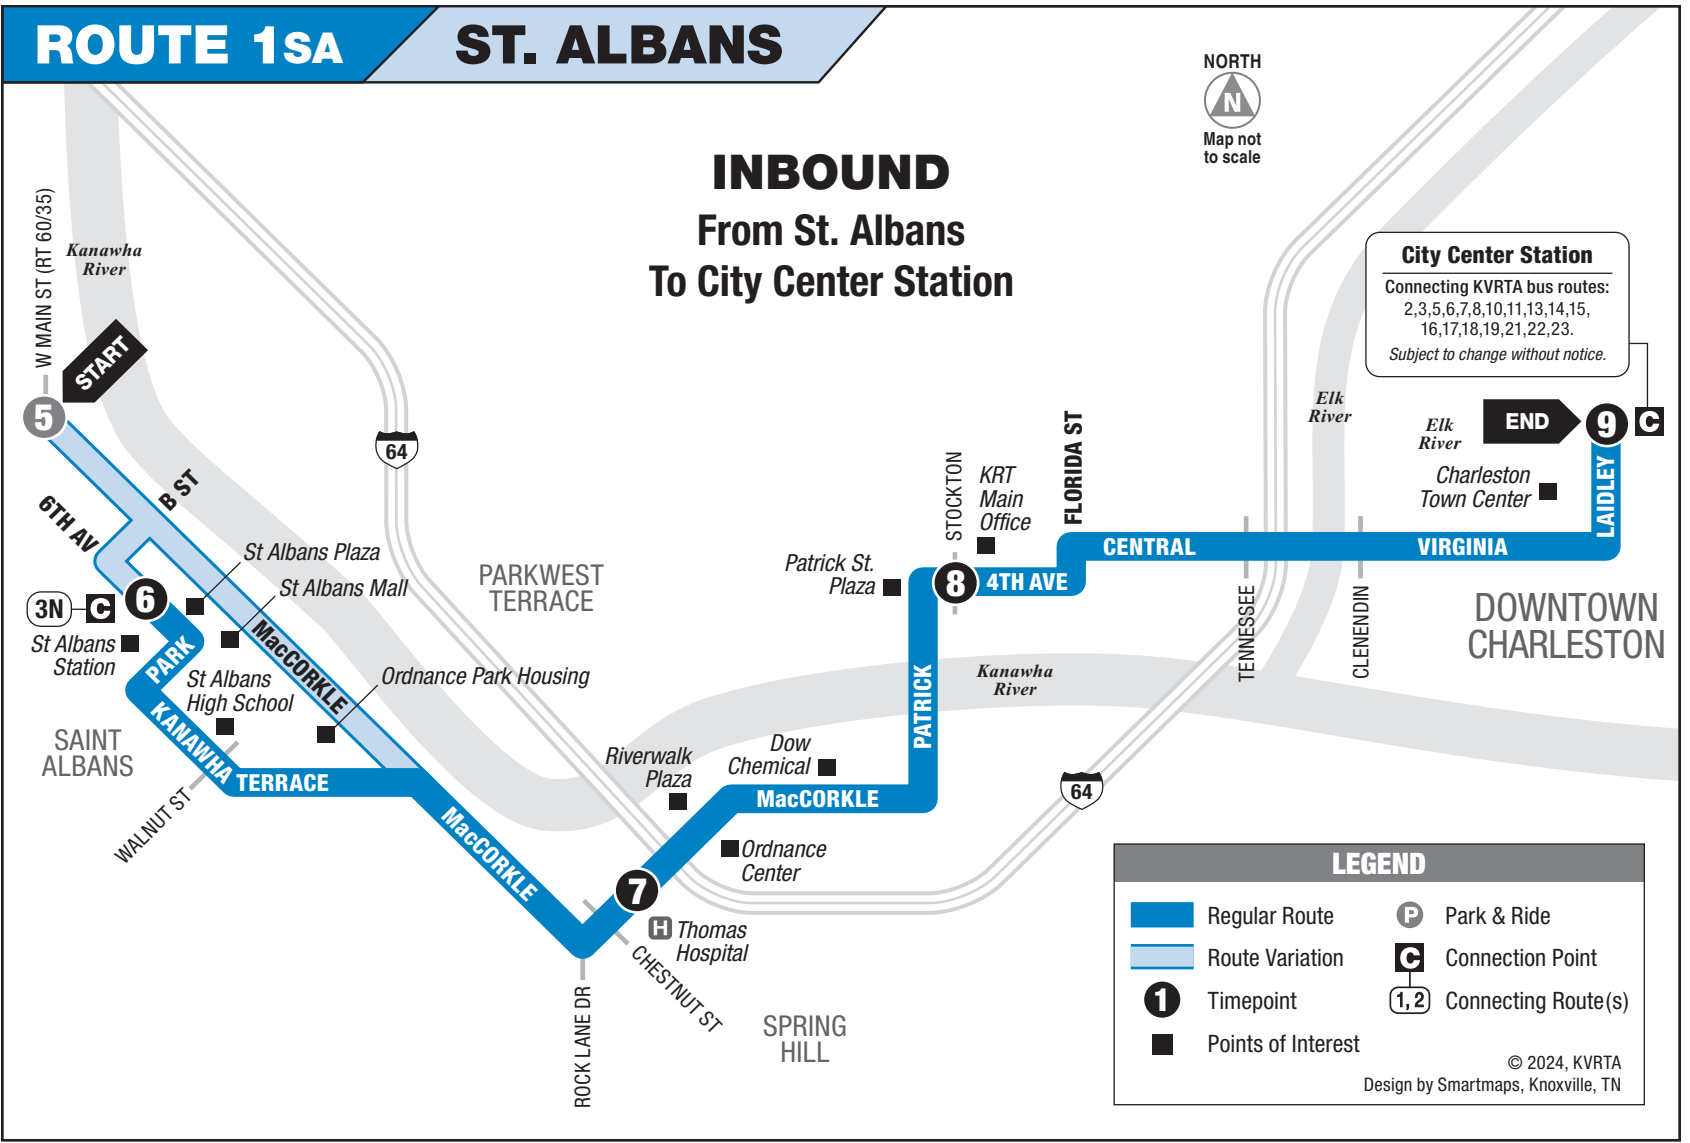 ROUTE 1SA
ST. ALBANS
NORTH
N
Map not
to scale
INBOUND
From St. Albans
To City Center Station
W MAIN ST (RT 60/35)
Kanawha
River
START
5
64
B ST
6TH AV
St Albans Plaza
St Albans Mall
3N
C
6
St Albans
Station
PARK
MacCORKLE
St Albans
High School
Ordnance Park Housing
KANAWHA
TERRACE
SAINT
ALBANS
WALNUT ST
PARKWEST
TERRACE
MacCORKLE
Riverwalk
Plaza
Dow
Chemical
MacCORKLE
Ordnance
Center
7
H
Thomas
Hospital
CHESTNUT ST
ROCK LANE DR
SPRING
HILL
PATRICK
Patrick St.
Plaza
8
STOCKTON
KRT
Main
Office
4TH AVE
FLORIDA ST
CENTRAL
Kanawha
River
64
TENNESSEE
CLENENDIN
VIRGINIA
Elk
River
Elk
River
City Center Station
Connecting KVRTA bus routes:
2,3,5,6,7,8,10,11,13,14,15,
16,17,18,19,21,22,23.
Subject to change without notice.
END
9
C
LAIDLEY
Charleston
Town Center
DOWNTOWN
CHARLESTON
LEGEND
Regular Route
P
Park & Ride
Route Variation
C
Connection Point
1
Timepoint
1, 2
Connecting Route(s)
Points of Interest
© 2024, KVRTA
Design by Smartmaps, Knoxville, TN